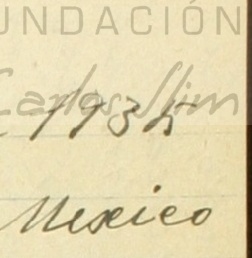 UNDACIÓN
Carlos Slim
1935
Mexico